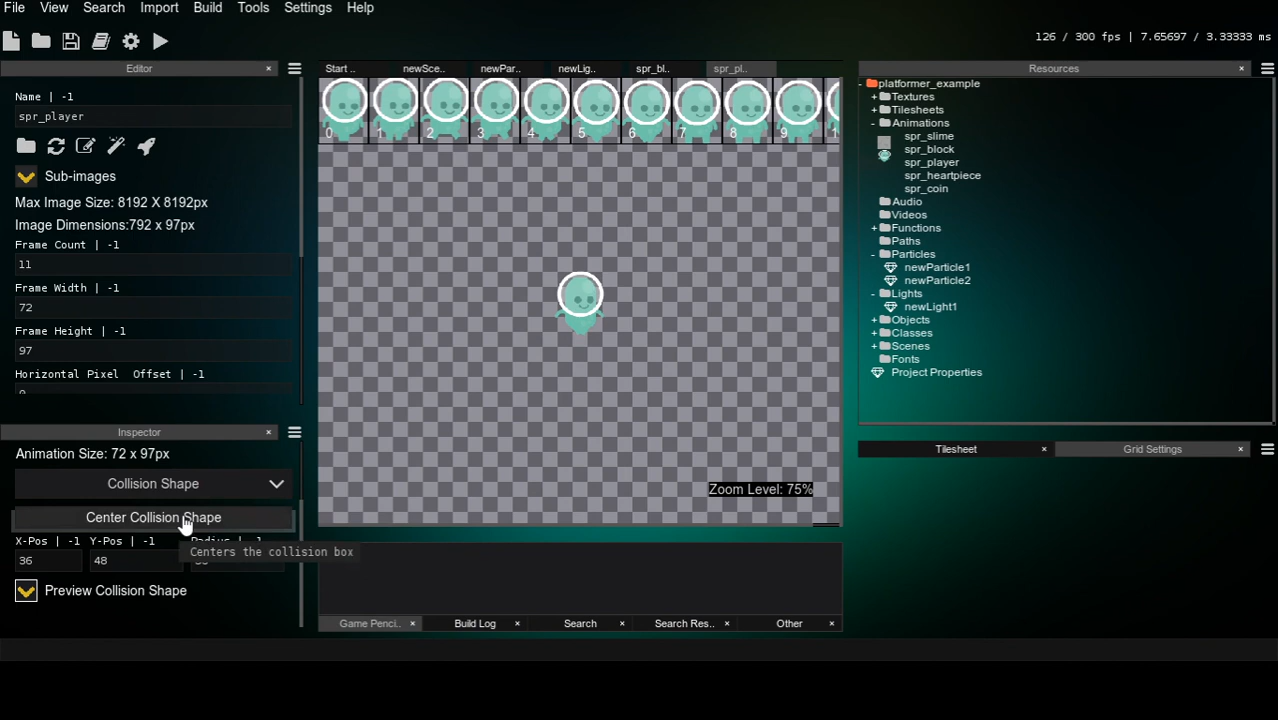 File View Search Import Build Tools Settings Help
126 / 300 fps | 7.65697 / 3.33333 ms
Editor ×
Name | -1
spr_player
Sub-images
Max Image Size: 8192 X 8192px
Image Dimensions:792 x 97px
Frame Count | -1
11
Frame Width | -1
72
Frame Height | -1
97
Horizontal Pixel Offset | -1
Inspector ×
Animation Size: 72 x 97px
Collision Shape
Center Collision Shape
X-Pos | -1 Y-Pos | -1
36 48
Centers the collision box
Preview Collision Shape
Start .. newSce.. newPar.. newLig.. spr_bl.. spr_pl..
0 1 2 3 4 5 6 7 8 9
Zoom Level: 75%
Game Penci.. × Build Log × Search × Search Res.. × Other ×
Resources ×
- platformer_example
+ Textures
+ Tilesheets
- Animations
spr_slime
spr_block
spr_player
spr_heartpiece
spr_coin
Audio
Videos
+ Functions
Paths
- Particles
newParticle1
newParticle2
- Lights
newLight1
+ Objects
+ Classes
+ Scenes
Fonts
Project Properties
Tilesheet × Grid Settings ×